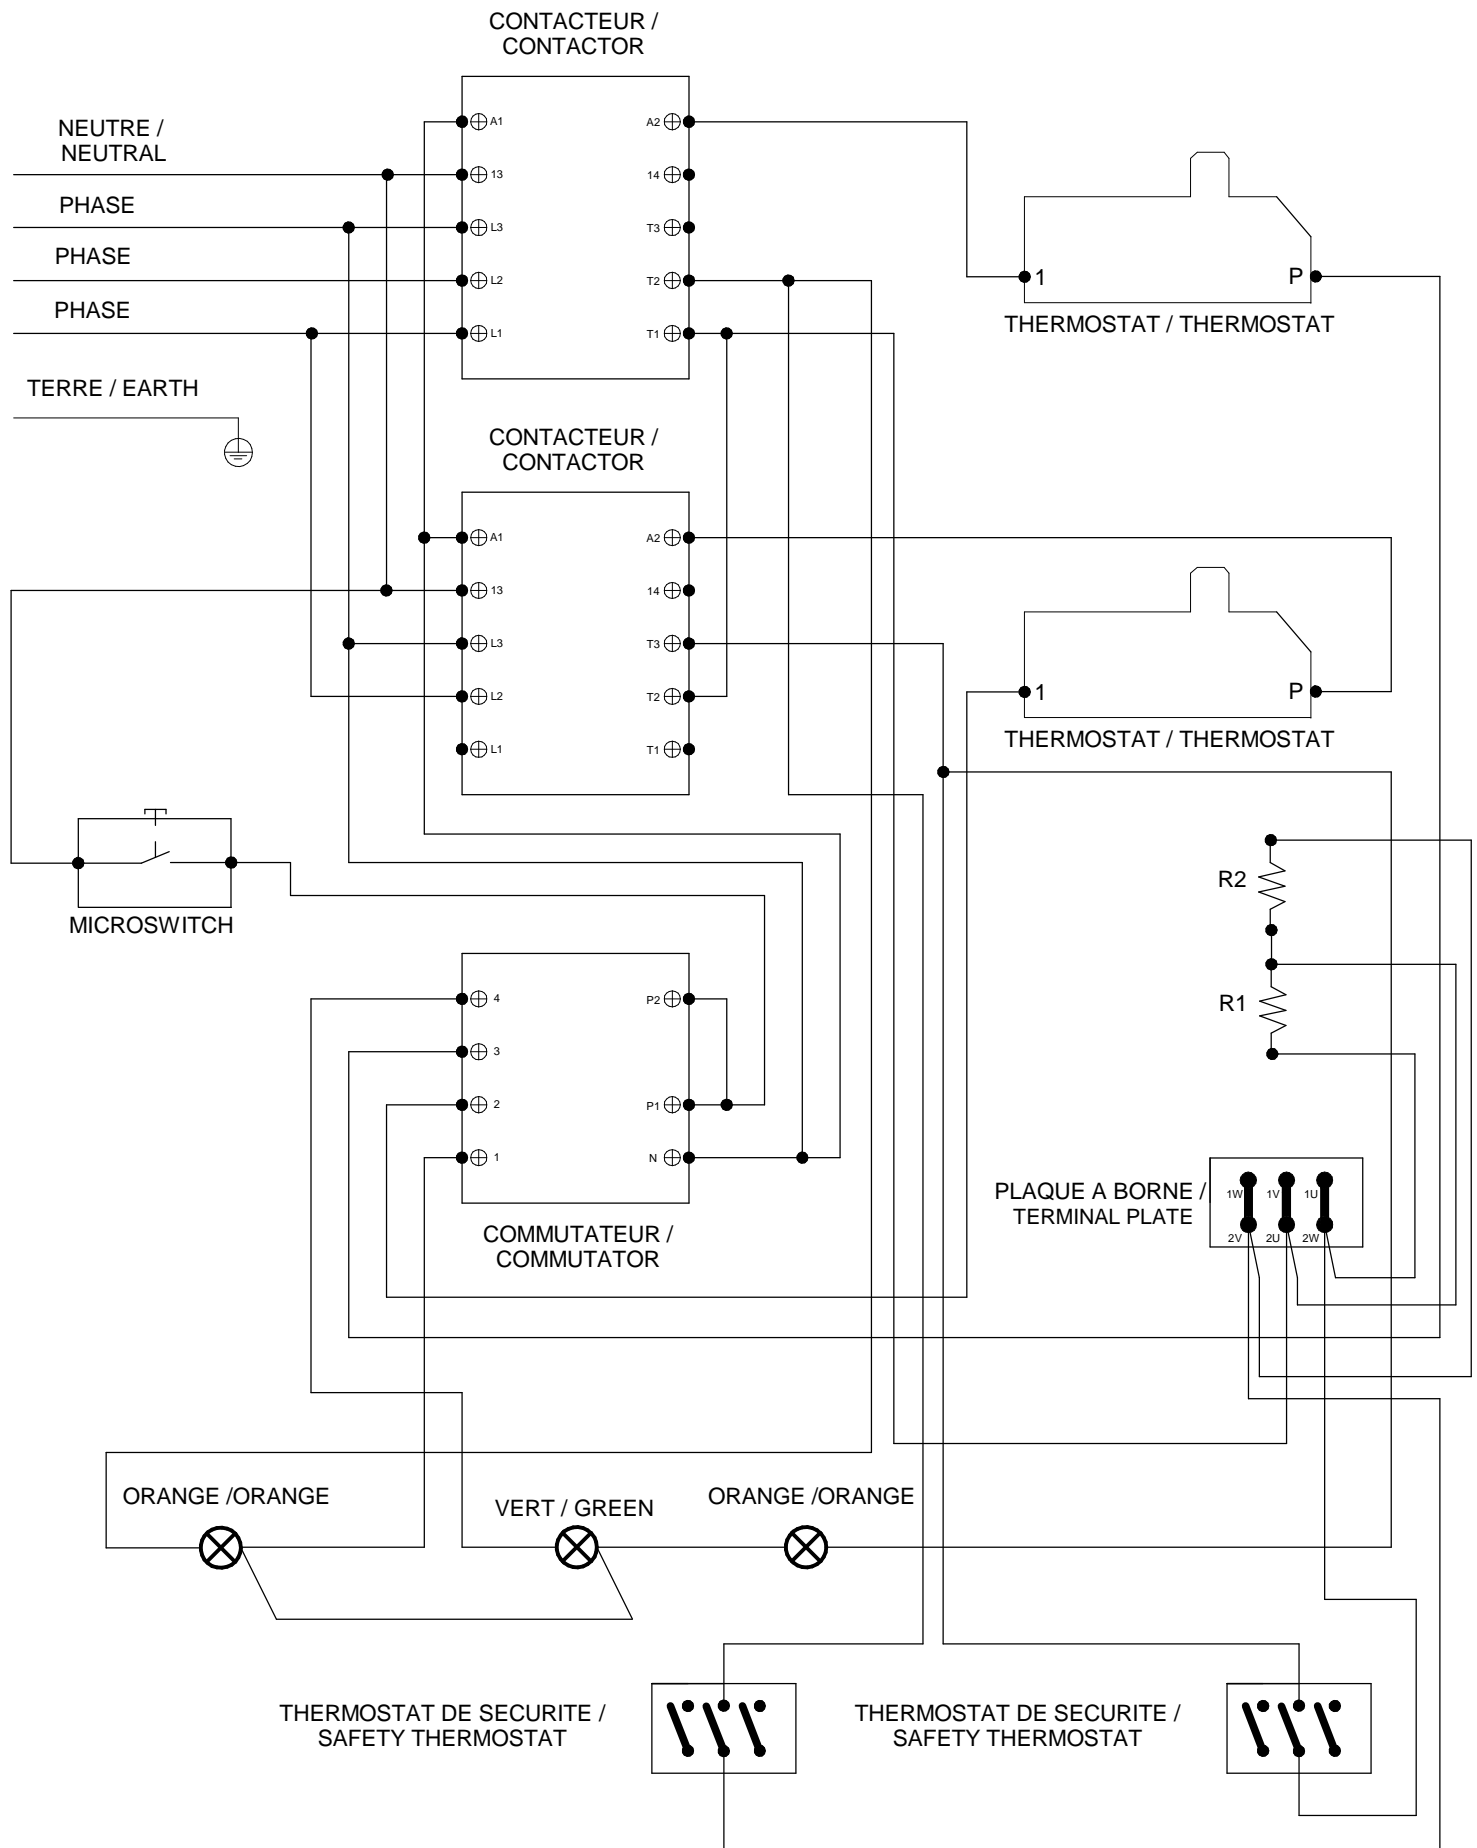 CONTACTEUR /
CONTACTOR
NEUTRE /
NEUTRAL
PHASE
PHASE
PHASE
TERRE / EARTH
A1 A2
13 14
L3 T3
L2 T2
L1 T1
1 P
THERMOSTAT / THERMOSTAT
CONTACTEUR /
CONTACTOR
A1 A2
13 14
L3 T3
L2 T2
L1 T1
1 P
THERMOSTAT / THERMOSTAT
MICROSWITCH
R2
R1
4 P2
3
2 P1
1 N
COMMUTATEUR /
COMMUTATOR
PLAQUE A BORNE /
TERMINAL PLATE
1W 1V 1U
2V 2U 2W
ORANGE /ORANGE
VERT / GREEN
ORANGE /ORANGE
THERMOSTAT DE SECURITE /
SAFETY THERMOSTAT
THERMOSTAT DE SECURITE /
SAFETY THERMOSTAT